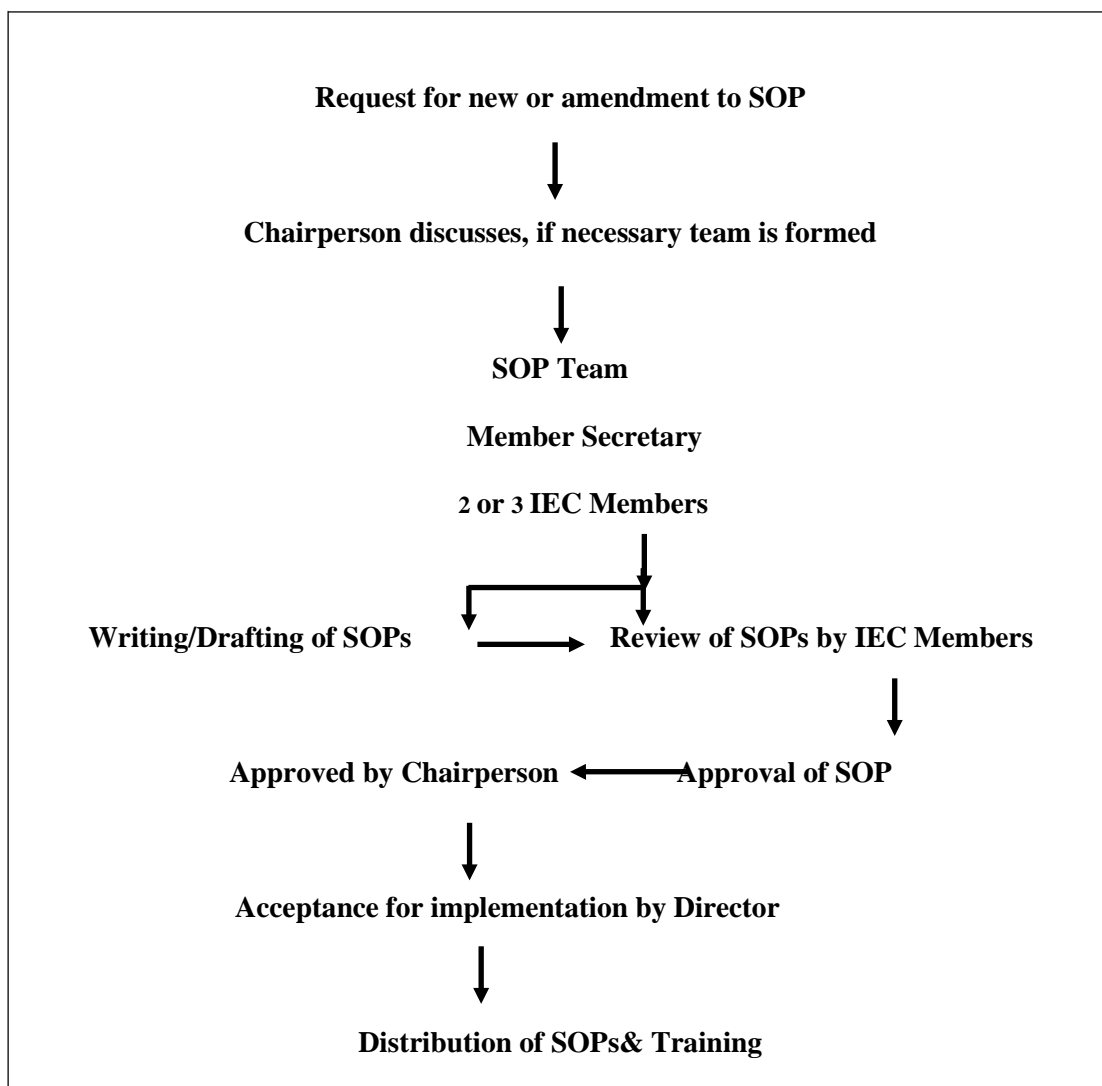 Request for new or amendment to SOP
Chairperson discusses, if necessary team is formed
SOP Team
Member Secretary
2 or 3 IEC Members
Writing/Drafting of SOPs
Review of SOPs by IEC Members
Approved by Chairperson
Approval of SOP
Acceptance for implementation by Director
Distribution of SOPs& Training